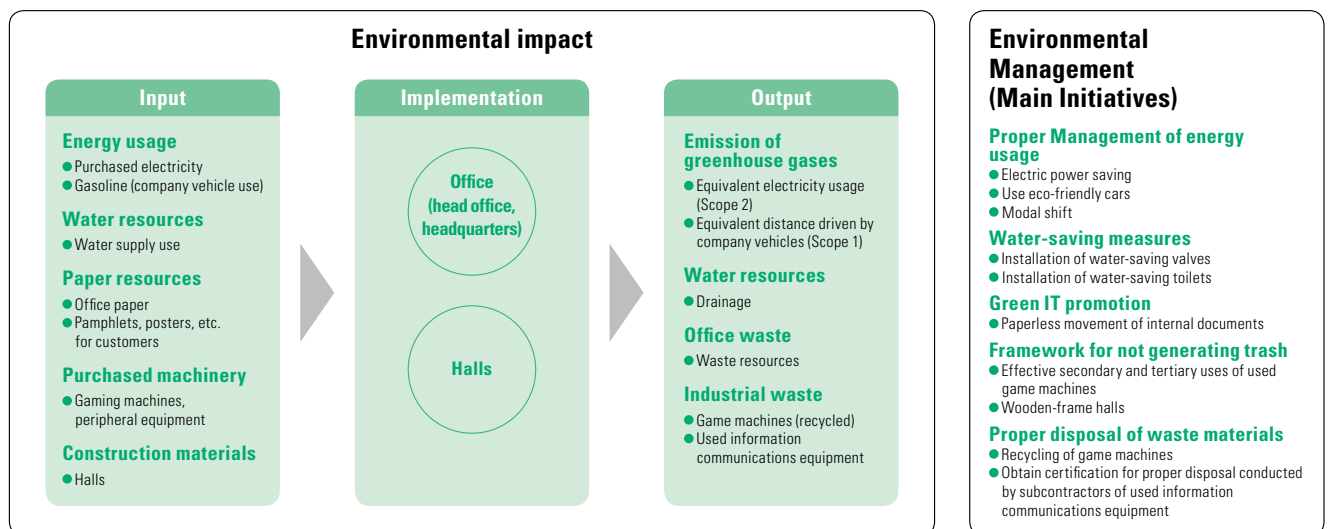 Environmental impact
Input
Energy usage
● Purchased electricity
● Gasoline (company vehicle use)
Water resources
● Water supply use
Paper resources
● Office paper
● Pamphlets, posters, etc.
for customers
Purchased machinery
● Gaming machines,
peripheral equipment
Construction materials
● Halls
Implementation
Office
(head office,
headquarters)
Halls
Output
Emission of
greenhouse gases
● Equivalent electricity usage
(Scope 2)
● Equivalent distance driven by
company vehicles (Scope 1)
Water resources
● Drainage
Office waste
● Waste resources
Industrial waste
● Game machines (recycled)
● Used information
communications equipment
Environmental
Management
(Main Initiatives)
Proper Management of energy
usage
● Electric power saving
● Use eco-friendly cars
● Modal shift
Water-saving measures
● Installation of water-saving valves
● Installation of water-saving toilets
Green IT promotion
● Paperless movement of internal documents
Framework for not generating trash
● Effective secondary and tertiary uses of used
game machines
● Wooden-frame halls
Proper disposal of waste materials
● Recycling of game machines
● Obtain certification for proper disposal conducted
by subcontractors of used information
communications equipment